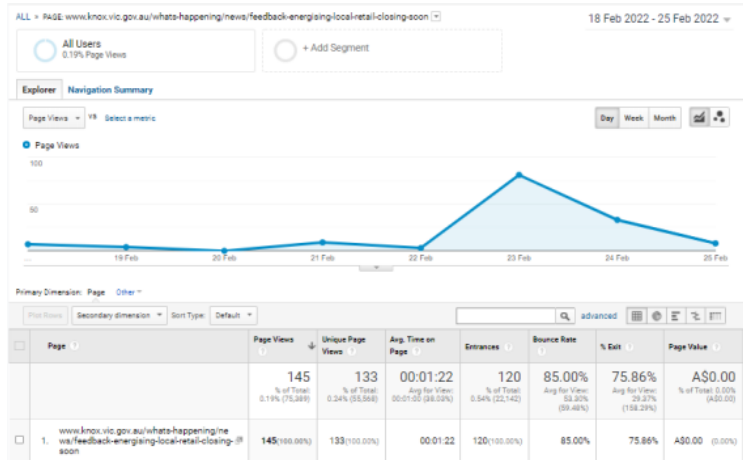 ALL » PAGE: www.knox.vic.gov.au/whats-happening/news/feedback-energising-local-retail-closing-soon
18 Feb 2022 - 25 Feb 2022
All Users
0.19% Page Views
+ Add Segment
Explorer Navigation Summary
Page Views VS Select a metric
Day Week Month
Page Views
100
50
... 19 Feb 20 Feb 21 Feb 22 Feb 23 Feb 24 Feb 25 Feb
Primary Dimension: Page Other
Plot Rows Secondary dimension Sort Type: Default advanced
Page ? Page Views ? Unique Page Views ? Avg. Time on Page ? Entrances ? Bounce Rate ? % Exit ? Page Value ?
145 133 00:01:22 120 85.00% 75.86% A$0.00
% of Total: 0.19% (75,389) % of Total: 0.24% (55,568) Avg for View: 00:01:00 (38.03%) % of Total: 0.54% (22,142) Avg for View: 53.30% (59.48%) Avg for View: 29.37% (158.29%) % of Total: 0.00% (A$0.00)
1. www.knox.vic.gov.au/whats-happening/ne
ws/feedback-energising-local-retail-closing-
soon
145(100.00%) 133(100.00%) 00:01:22 120(100.00%) 85.00% 75.86% A$0.00 (0.00%)